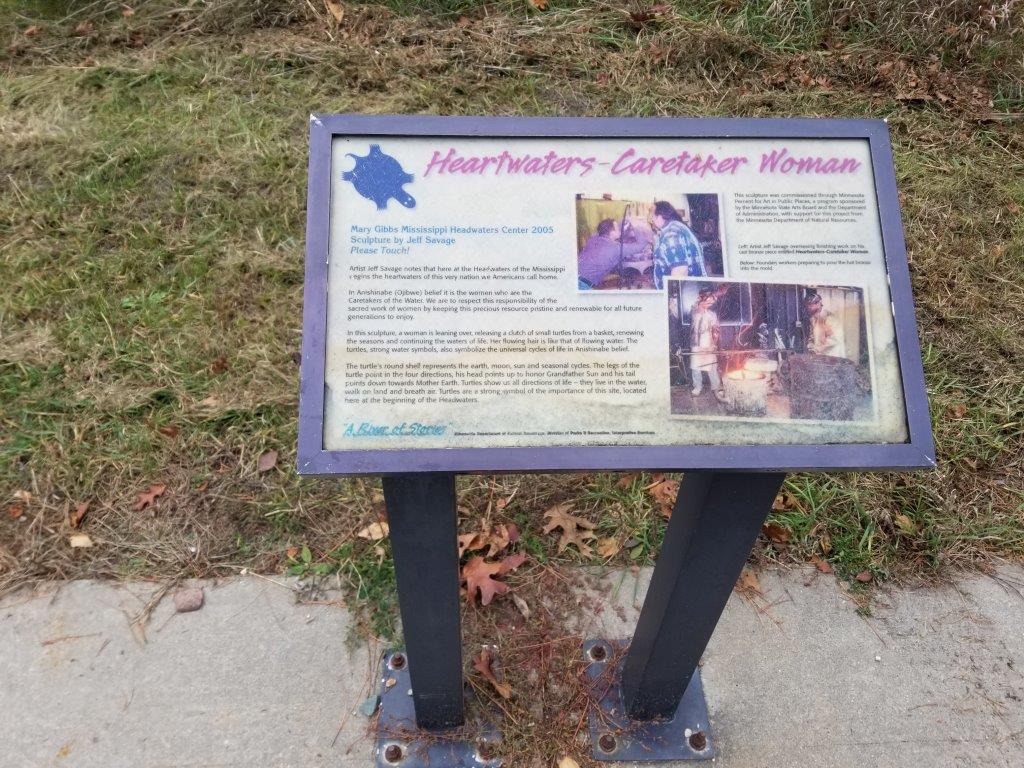 Heartwaters-Caretaker Woman
Mary Gibbs Mississippi Headwaters Center 2005
Sculpture by Jeff Savage
Please Touch!
Artist Jeff Savage notes that here at the Headwaters of the Mississippi
begins the heartwaters of this very nation we Americans call home.
In Anishinabe (Ojibwe) belief it is the women who are the
Caretakers of the Water. We are to respect this responsibility of the
sacred work of women by keeping this precious resource pristine and renewable for all future
generations to enjoy.
In this sculpture, a woman is leaning over, releasing a clutch of small turtles from a basket, renewing
the seasons and continuing the waters of life. Her flowing hair is like that of flowing water. The
turtles, strong water symbols, also symbolize the universal cycles of life in Anishinabe belief.
The turtle's round shell represents the earth, moon, sun and seasonal cycles. The legs of the
turtle point in the four directions, his head points up to honor Grandfather Sun and his tail
points down towards Mother Earth. Turtles show us all directions of life – they live in the water,
walk on land and breath air. Turtles are a strong symbol of the importance of this site, located
here at the beginning of the Headwaters.
"A River of Stories"
Minnesota Department of Natural Resources, Division of Parks & Recreation, Interpretive Services
This sculpture was commissioned through Minnesota
Percent for Art in Public Places, a program sponsored
by the Minnesota State Arts Board and the Department
of Administration, with support for this project from
the Minnesota Department of Natural Resources.
Left: Artist Jeff Savage overseeing finishing work on his
cast bronze piece entitled Heartwaters-Caretaker Woman.
Below: Foundry workers preparing to pour the hot bronze
into the mold.